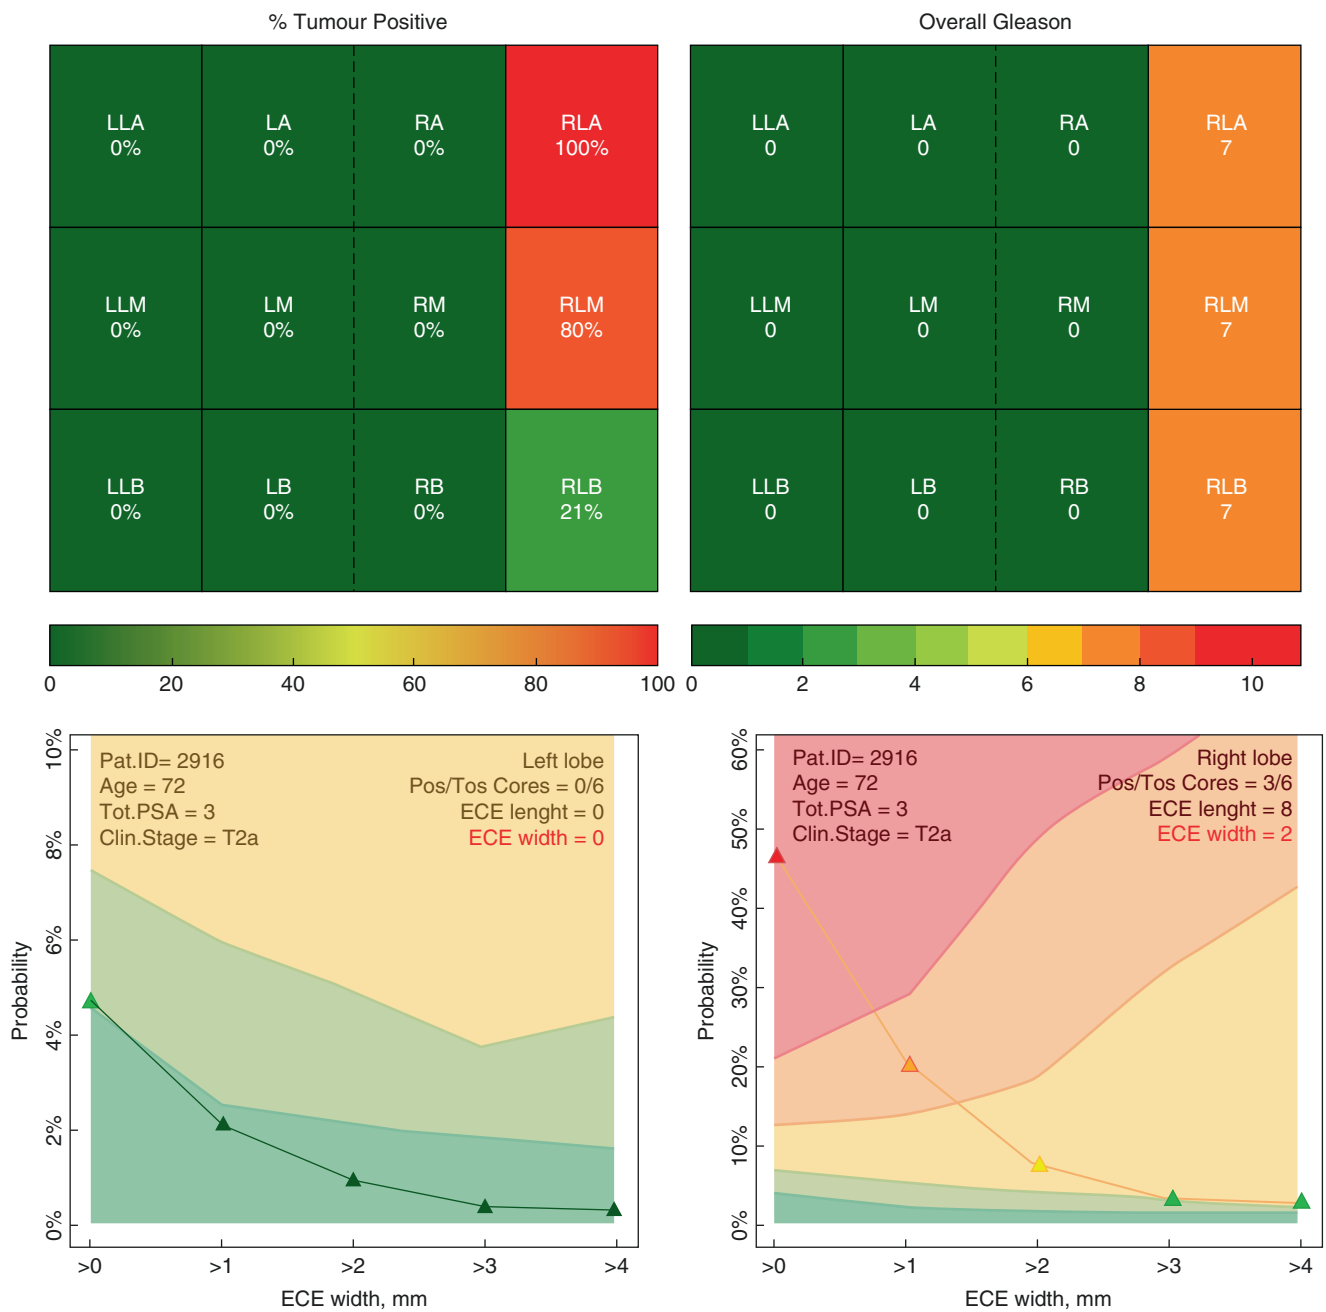 % Tumour Positive
LLA LA RA RLA
0% 0% 0% 100%
LLM LM RM RLM
0% 0% 0% 80%
LLB LB RB RLB
0% 0% 0% 21%
0 20 40 60 80 100
Overall Gleason
LLA LA RA RLA
0 0 0 7
LLM LM RM RLM
0 0 0 7
LLB LB RB RLB
0 0 0 7
0 2 4 6 8 10
Probability
10%
8%
6%
4%
2%
0%
Pat.ID= 2916 Left lobe
Age = 72 Pos/Tos Cores = 0/6
Tot.PSA = 3 ECE lenght = 0
Clin.Stage = T2a ECE width = 0
>0 >1 >2 >3 >4
ECE width, mm
Probability
60%
50%
40%
30%
20%
10%
0%
Pat.ID= 2916 Right lobe
Age = 72 Pos/Tos Cores = 3/6
Tot.PSA = 3 ECE lenght = 8
Clin.Stage = T2a ECE width = 2
>0 >1 >2 >3 >4
ECE width, mm